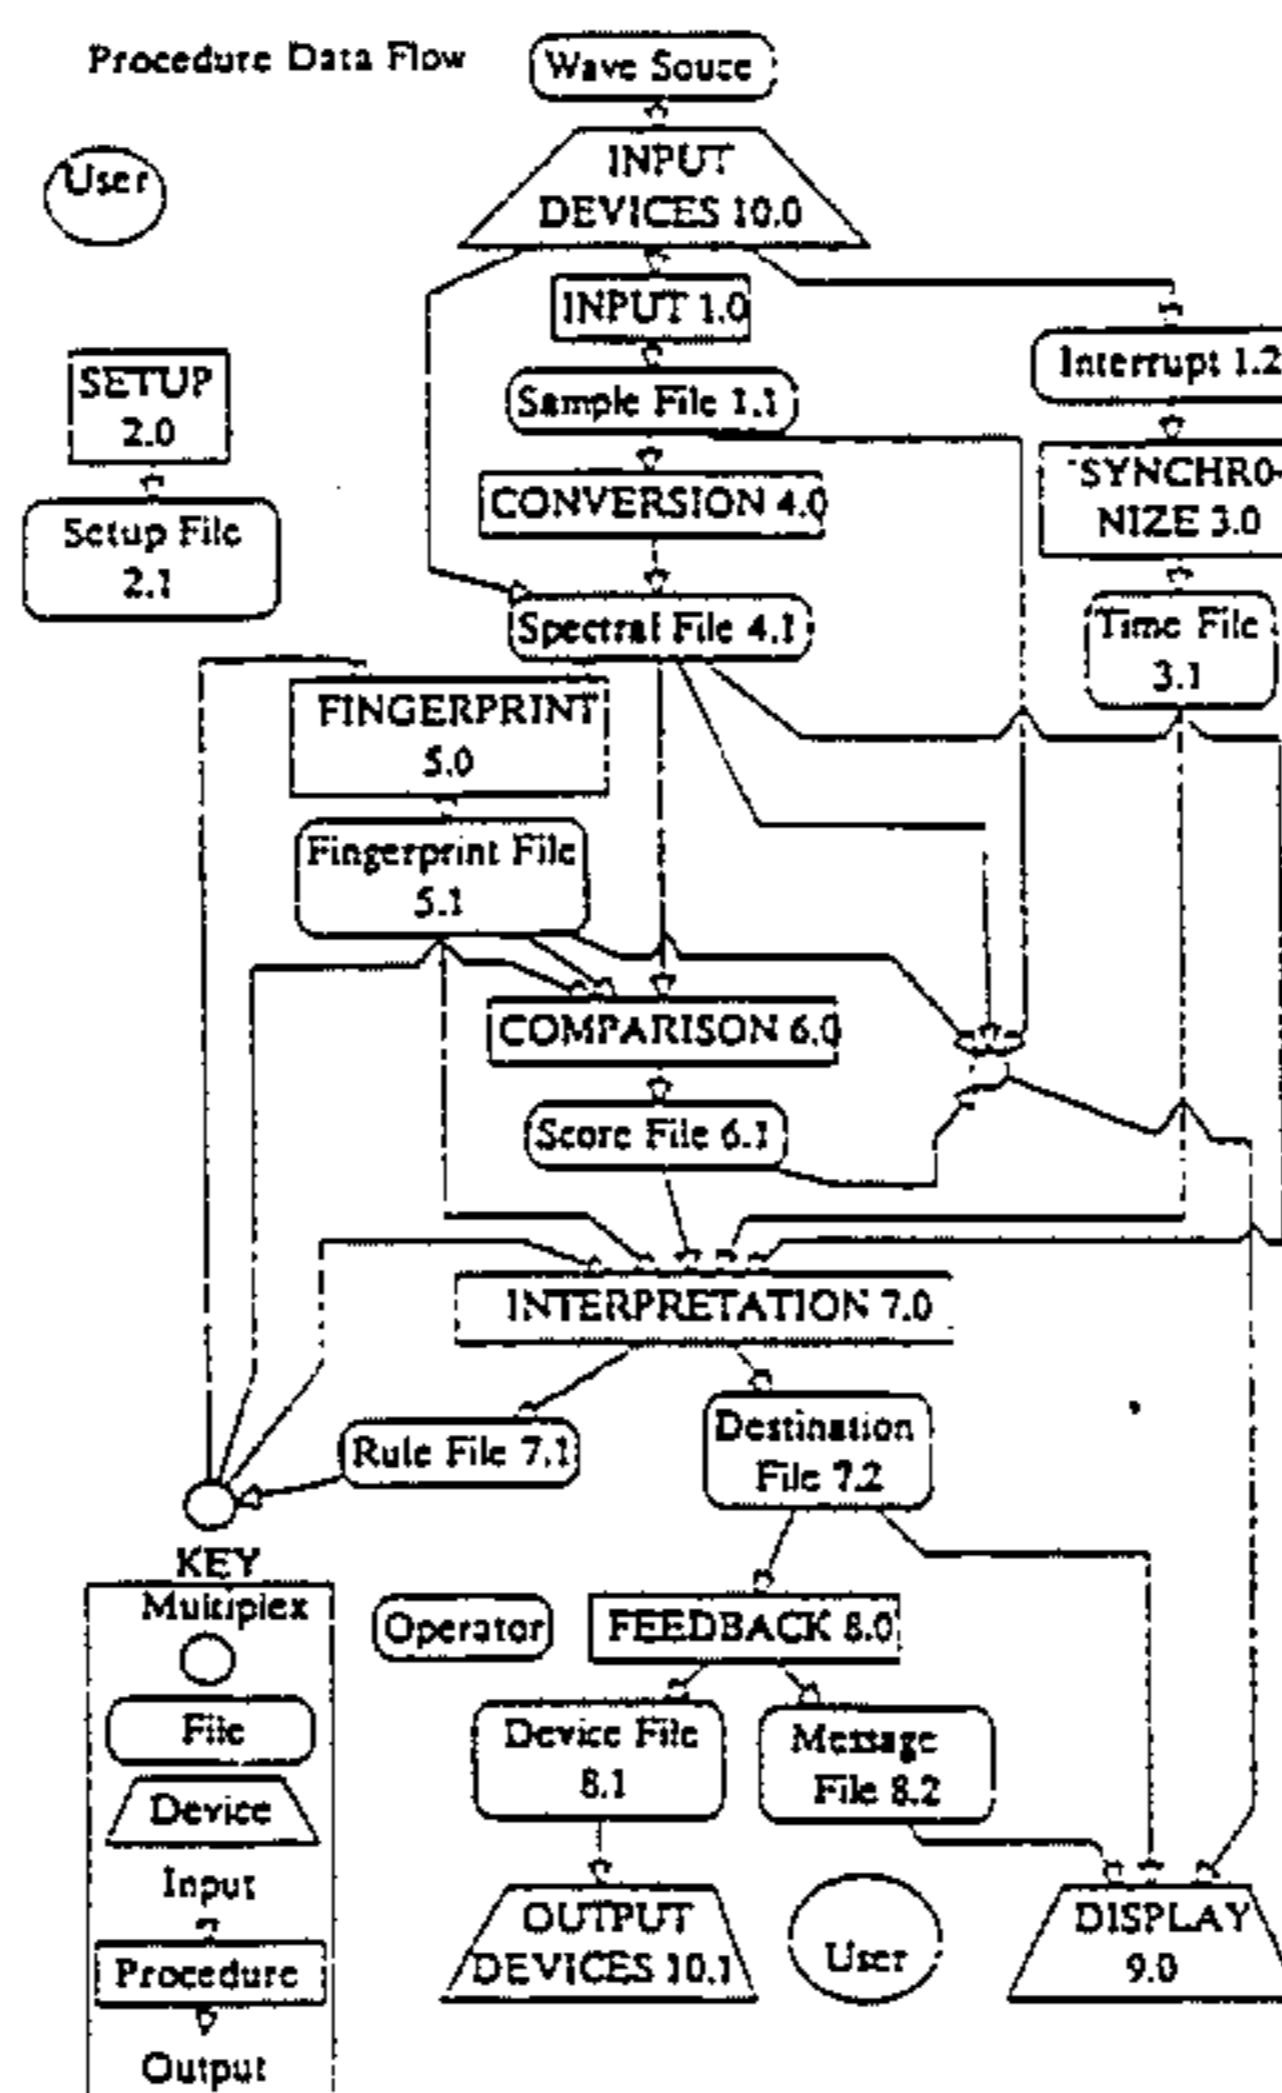 Procedure Data Flow
Wave Souce
User
INPUT
DEVICES 10.0
INPUT 1.0
Interrupt 1.2
SETUP
2.0
Sample File 1.1
SYNCHRO-
NIZE 3.0
CONVERSION 4.0
Setup File
2.1
Spectral File 4.1
Time File
3.1
FINGERPRINT
5.0
Fingerprint File
5.1
COMPARISON 6.0
Score File 6.1
INTERPRETATION 7.0
Rule File 7.1
Destination
File 7.2
KEY
Multiplex
File
Device
Input
Procedure
Output
Operator
FEEDBACK 8.0
Device File
8.1
Message
File 8.2
OUTPUT
DEVICES 10.1
User
DISPLAY
9.0